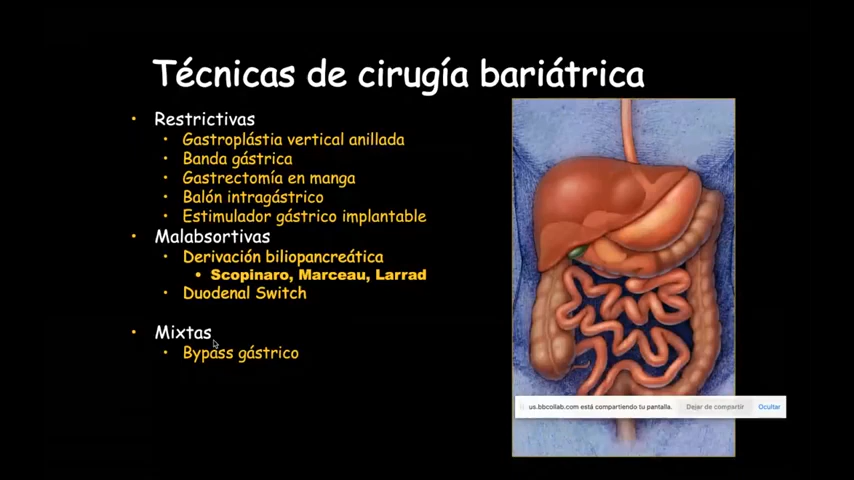 Técnicas de cirugía bariátrica
• Restrictivas
• Gastroplástia vertical anillada
• Banda gástrica
• Gastrectomía en manga
• Balón intragástrico
• Estimulador gástrico implantable
• Malabsortivas
• Derivación biliopancreática
• Scopinaro, Marceau, Larrad
• Duodenal Switch
• Mixtas
• Bypass gástrico
us.bbcollab.com está compartiendo tu pantalla. Dejar de compartir Ocultar